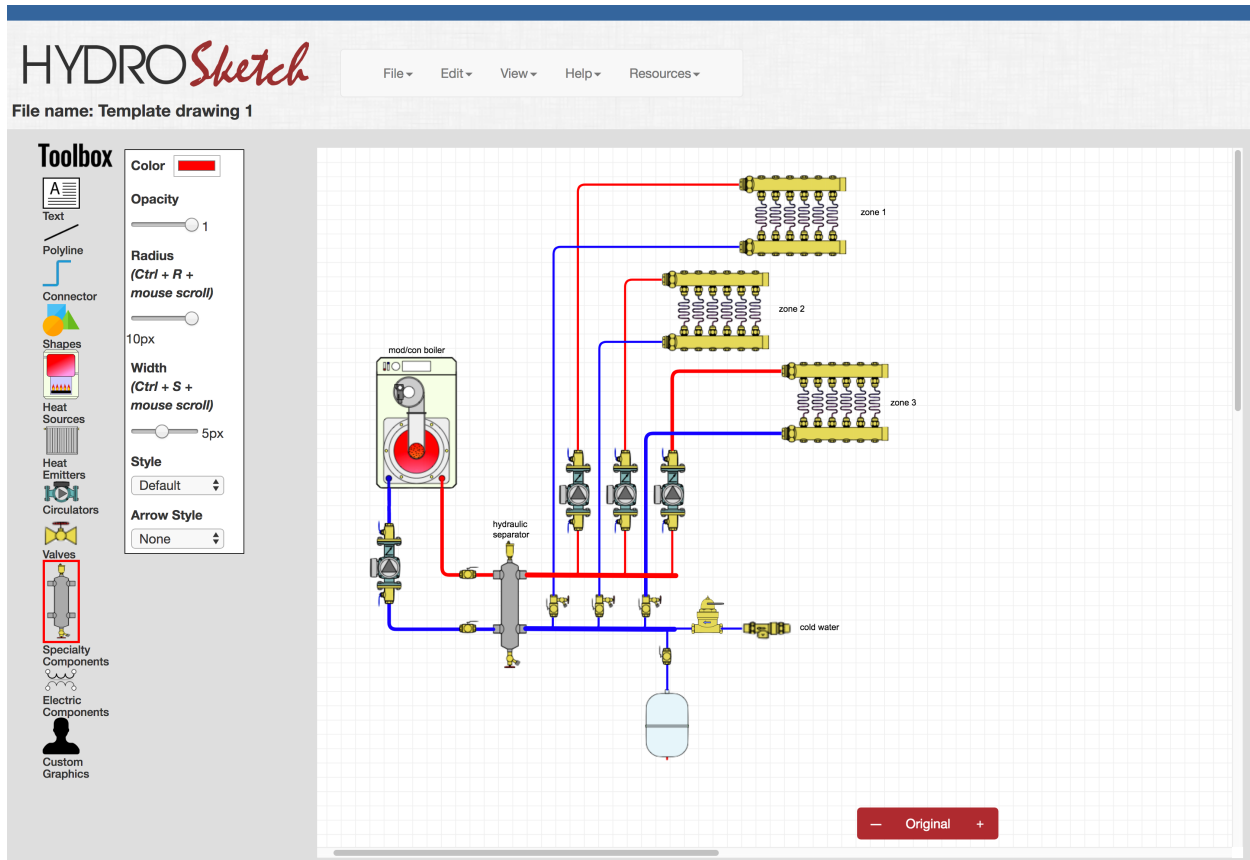 HYDROSketch
File Edit View Help Resources
File name: Template drawing 1
Toolbox
A
Text
Polyline
Connector
Shapes
Heat
Sources
Heat
Emitters
Circulators
Valves
Specialty
Components
Electric
Components
Custom
Graphics
Color
Opacity
1
Radius
(Ctrl + R +
mouse scroll)
10px
Width
(Ctrl + S +
mouse scroll)
5px
Style
Default
Arrow Style
None
zone 1
zone 2
mod/con boiler
zone 3
hydraulic
separator
cold water
— Original +